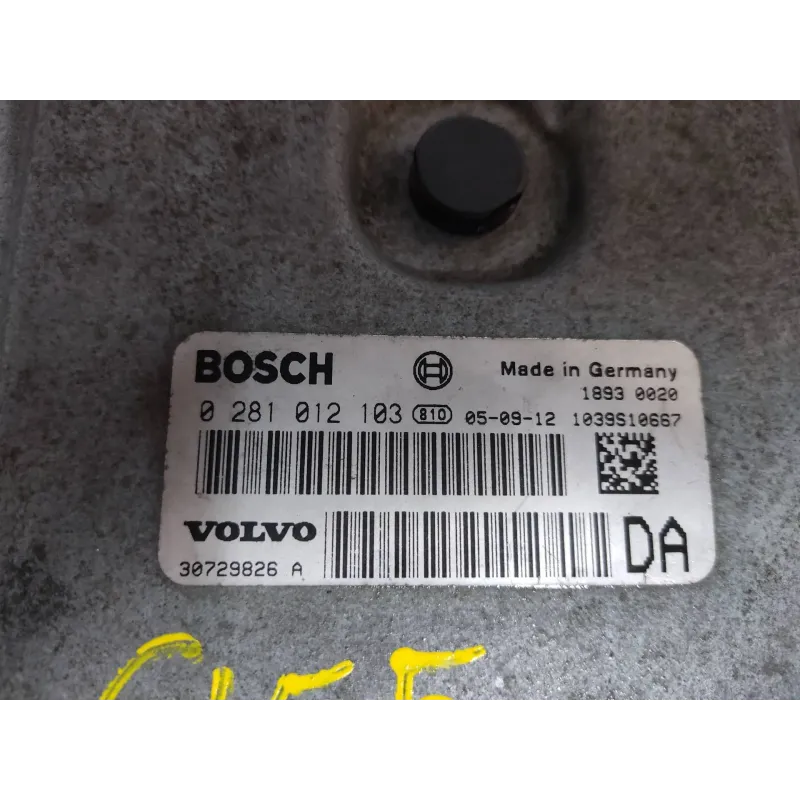 BOSCH Made in Germany
1893 0020
0 281 012 103 810 05-09-12 1039S10667
VOLVO DA
30729826 A